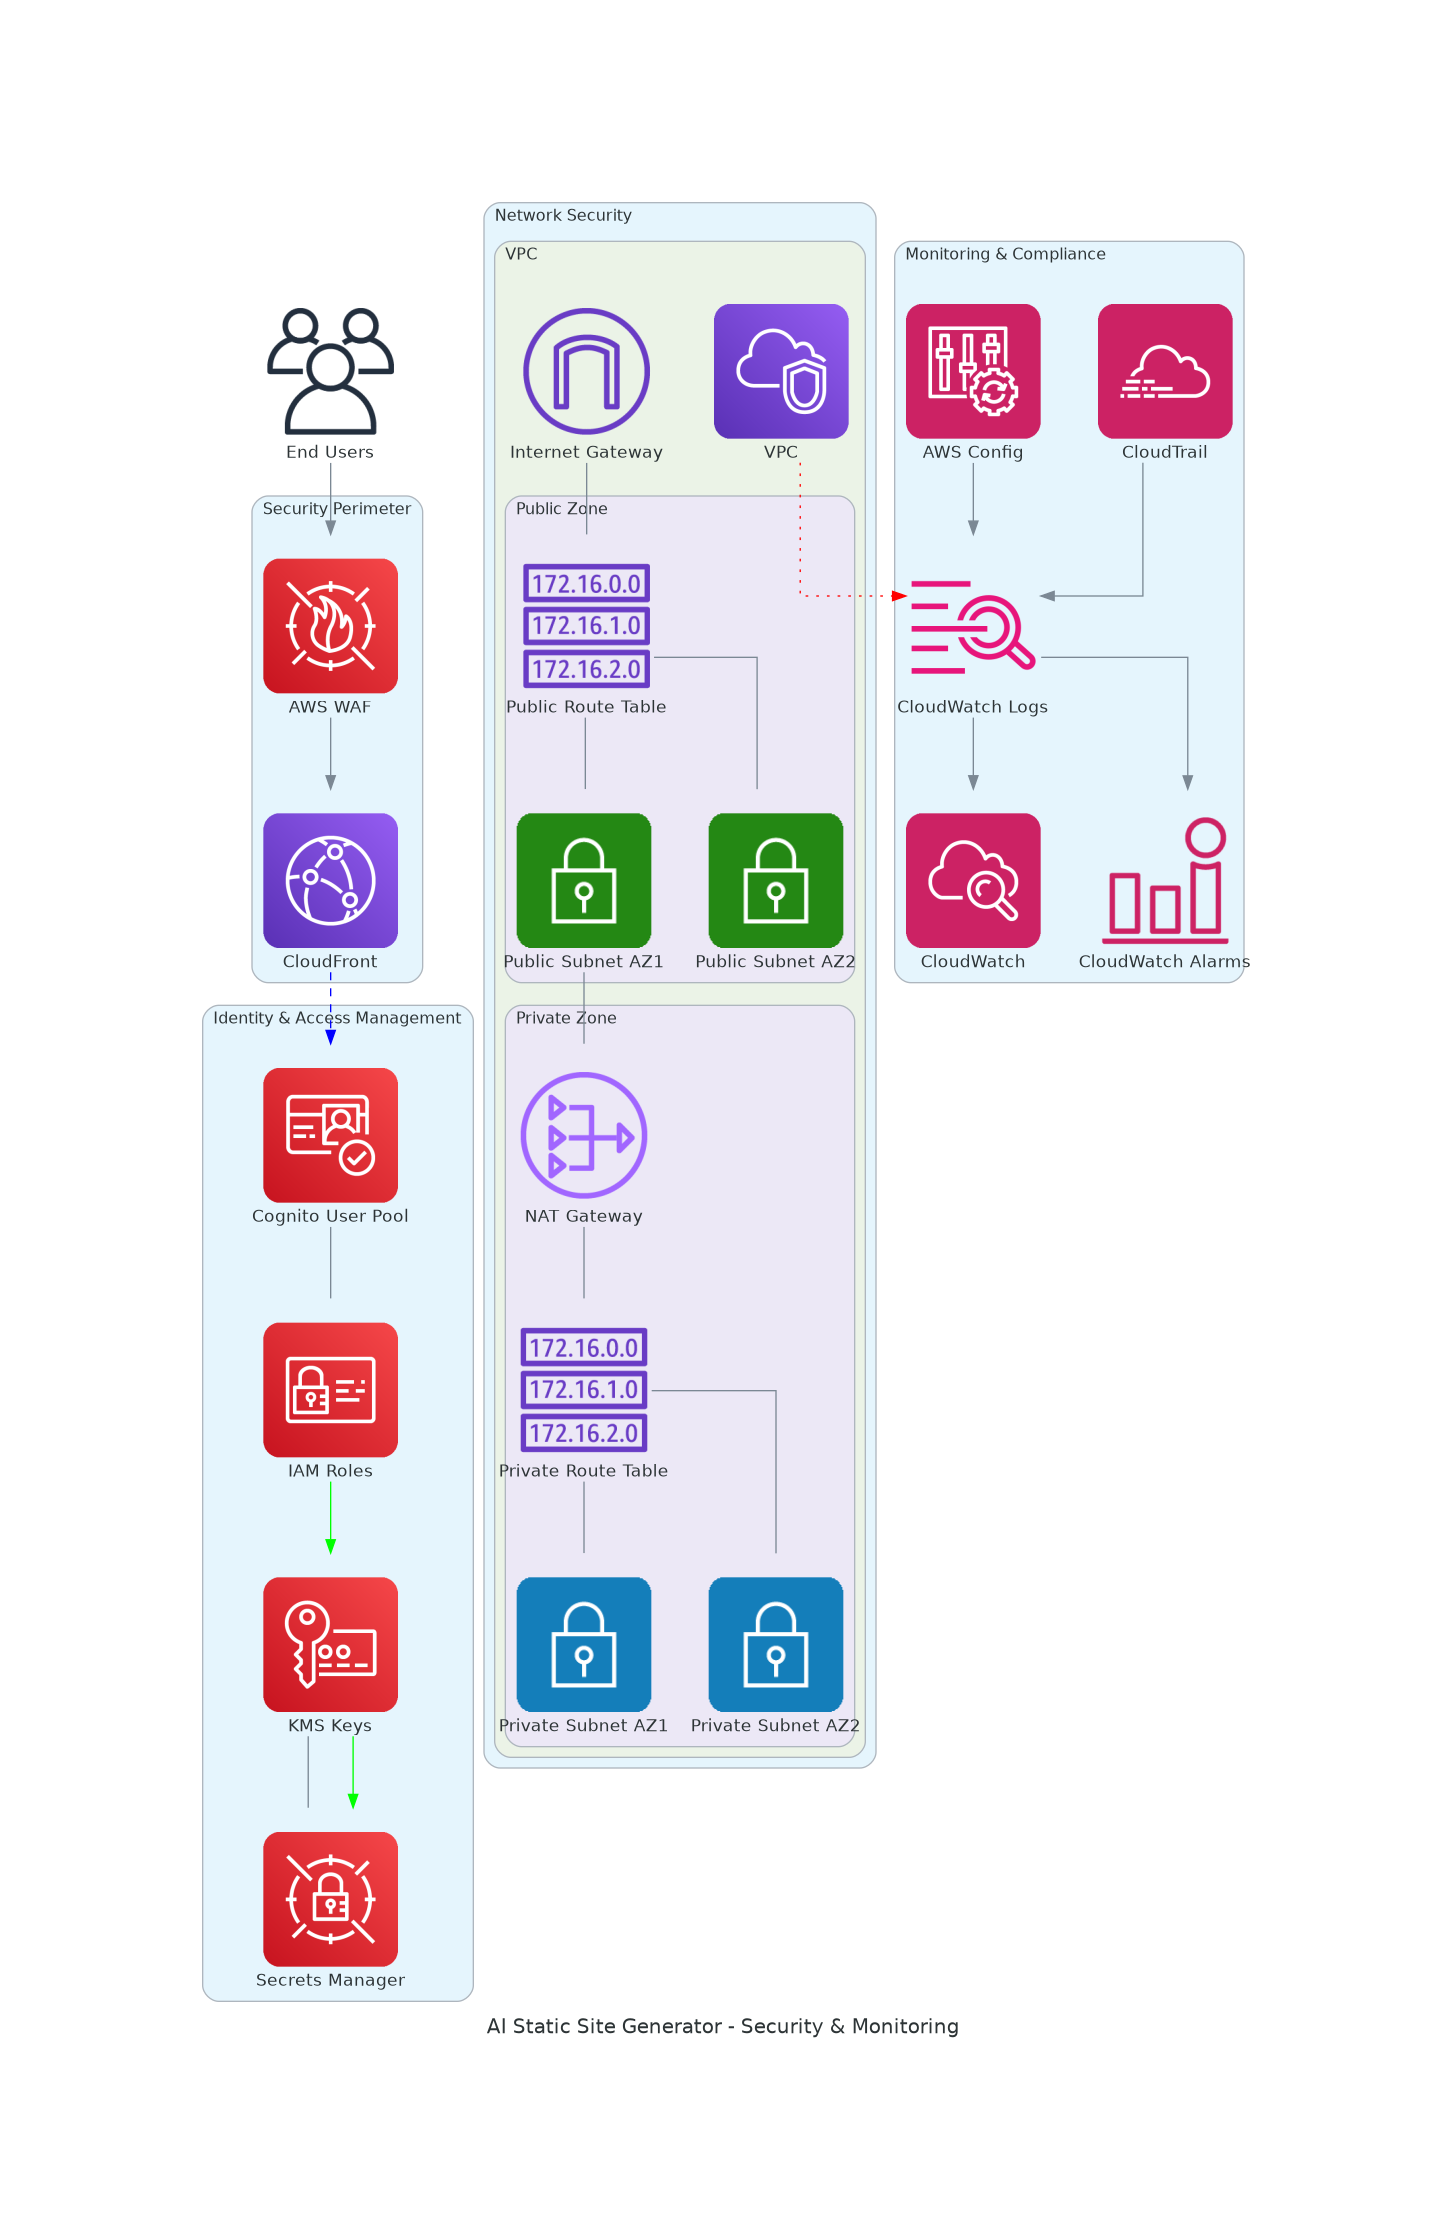 Network Security
VPC
Monitoring & Compliance
End Users
Internet Gateway
VPC
AWS Config
CloudTrail
Security Perimeter
Public Zone
172.16.0.0
172.16.1.0
172.16.2.0
AWS WAF
Public Route Table
CloudWatch Logs
CloudFront
Public Subnet AZ1
Public Subnet AZ2
CloudWatch
CloudWatch Alarms
Identity & Access Management
Private Zone
Cognito User Pool
NAT Gateway
172.16.0.0
172.16.1.0
172.16.2.0
IAM Roles
Private Route Table
KMS Keys
Private Subnet AZ1
Private Subnet AZ2
Secrets Manager
AI Static Site Generator - Security & Monitoring